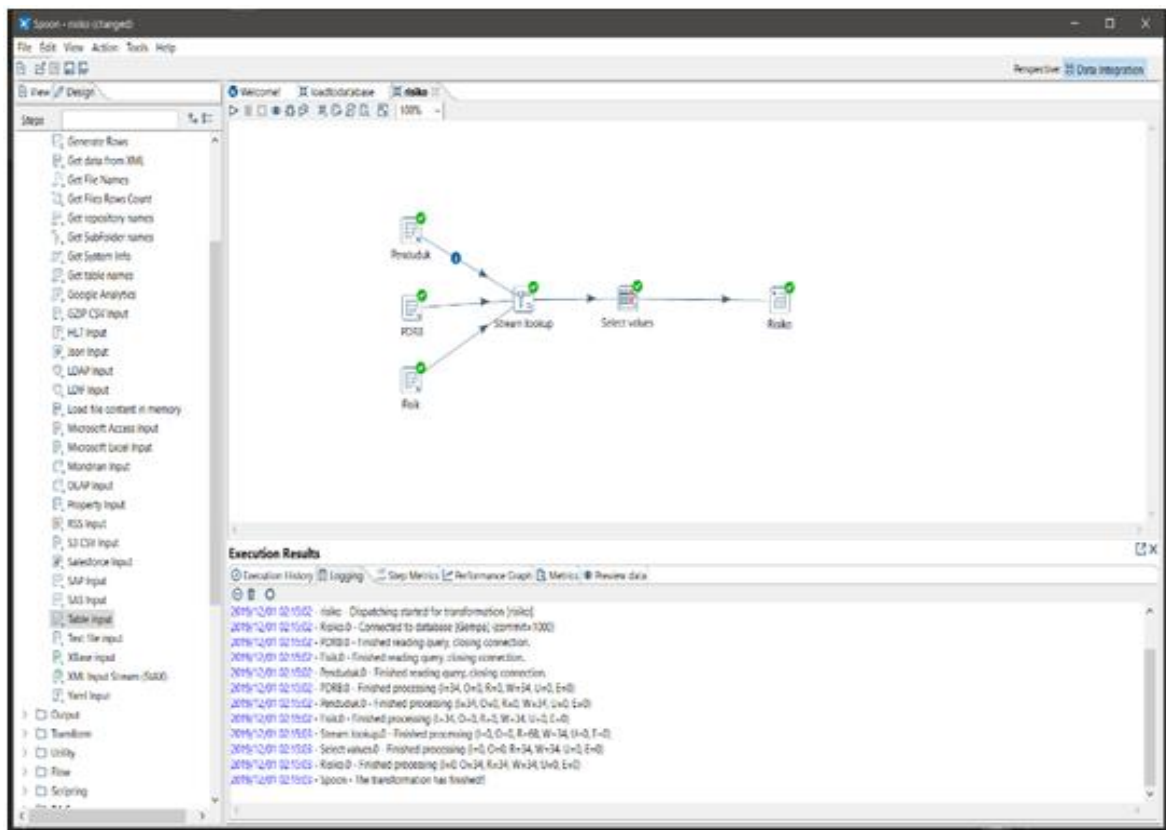 Spoon - risiko (changed)
File Edit View Action Tools Help
Perspective: Data Integration
View Design
Welcome! loadtodatabase risiko
Steps
100%
Generate Rows
Get data from XML
Get File Names
Get Files Rows Count
Get repository names
Get SubFolder names
Get System Info
Get table names
Google Analytics
GZIP CSV Input
HL7 Input
Json Input
LDAP Input
LDIF Input
Load file content in memory
Microsoft Access Input
Microsoft Excel Input
Mondrian Input
OLAP Input
Property Input
RSS Input
S3 CSV Input
Salesforce Input
SAP Input
SAS Input
Table input
Text file input
XBase input
XML Input Stream (StAX)
Yaml Input
Output
Transform
Utility
Flow
Scripting
Penduduk
PDRB
Stream lookup
Select values
Risiko
Fisik
Execution Results
Execution History Logging Step Metrics Performance Graph Metrics Preview data
2019/12/01 02:15:02 - risiko - Dispatching started for transformation [risiko]
2019/12/01 02:15:02 - Risiko.0 - Connected to database [Gempa] (commit=1000)
2019/12/01 02:15:02 - PDRB.0 - Finished reading query, closing connection.
2019/12/01 02:15:02 - Fisik.0 - Finished reading query, closing connection.
2019/12/01 02:15:02 - Penduduk.0 - Finished reading query, closing connection.
2019/12/01 02:15:02 - PDRB.0 - Finished processing (I=34, O=0, R=0, W=34, U=0, E=0)
2019/12/01 02:15:02 - Penduduk.0 - Finished processing (I=34, O=0, R=0, W=34, U=0, E=0)
2019/12/01 02:15:02 - Fisik.0 - Finished processing (I=34, O=0, R=0, W=34, U=0, E=0)
2019/12/01 02:15:03 - Stream lookup.0 - Finished processing (I=0, O=0, R=68, W=34, U=0, E=0)
2019/12/01 02:15:03 - Select values.0 - Finished processing (I=0, O=0, R=34, W=34, U=0, E=0)
2019/12/01 02:15:03 - Risiko.0 - Finished processing (I=0, O=34, R=34, W=34, U=0, E=0)
2019/12/01 02:15:03 - Spoon - The transformation has finished!!